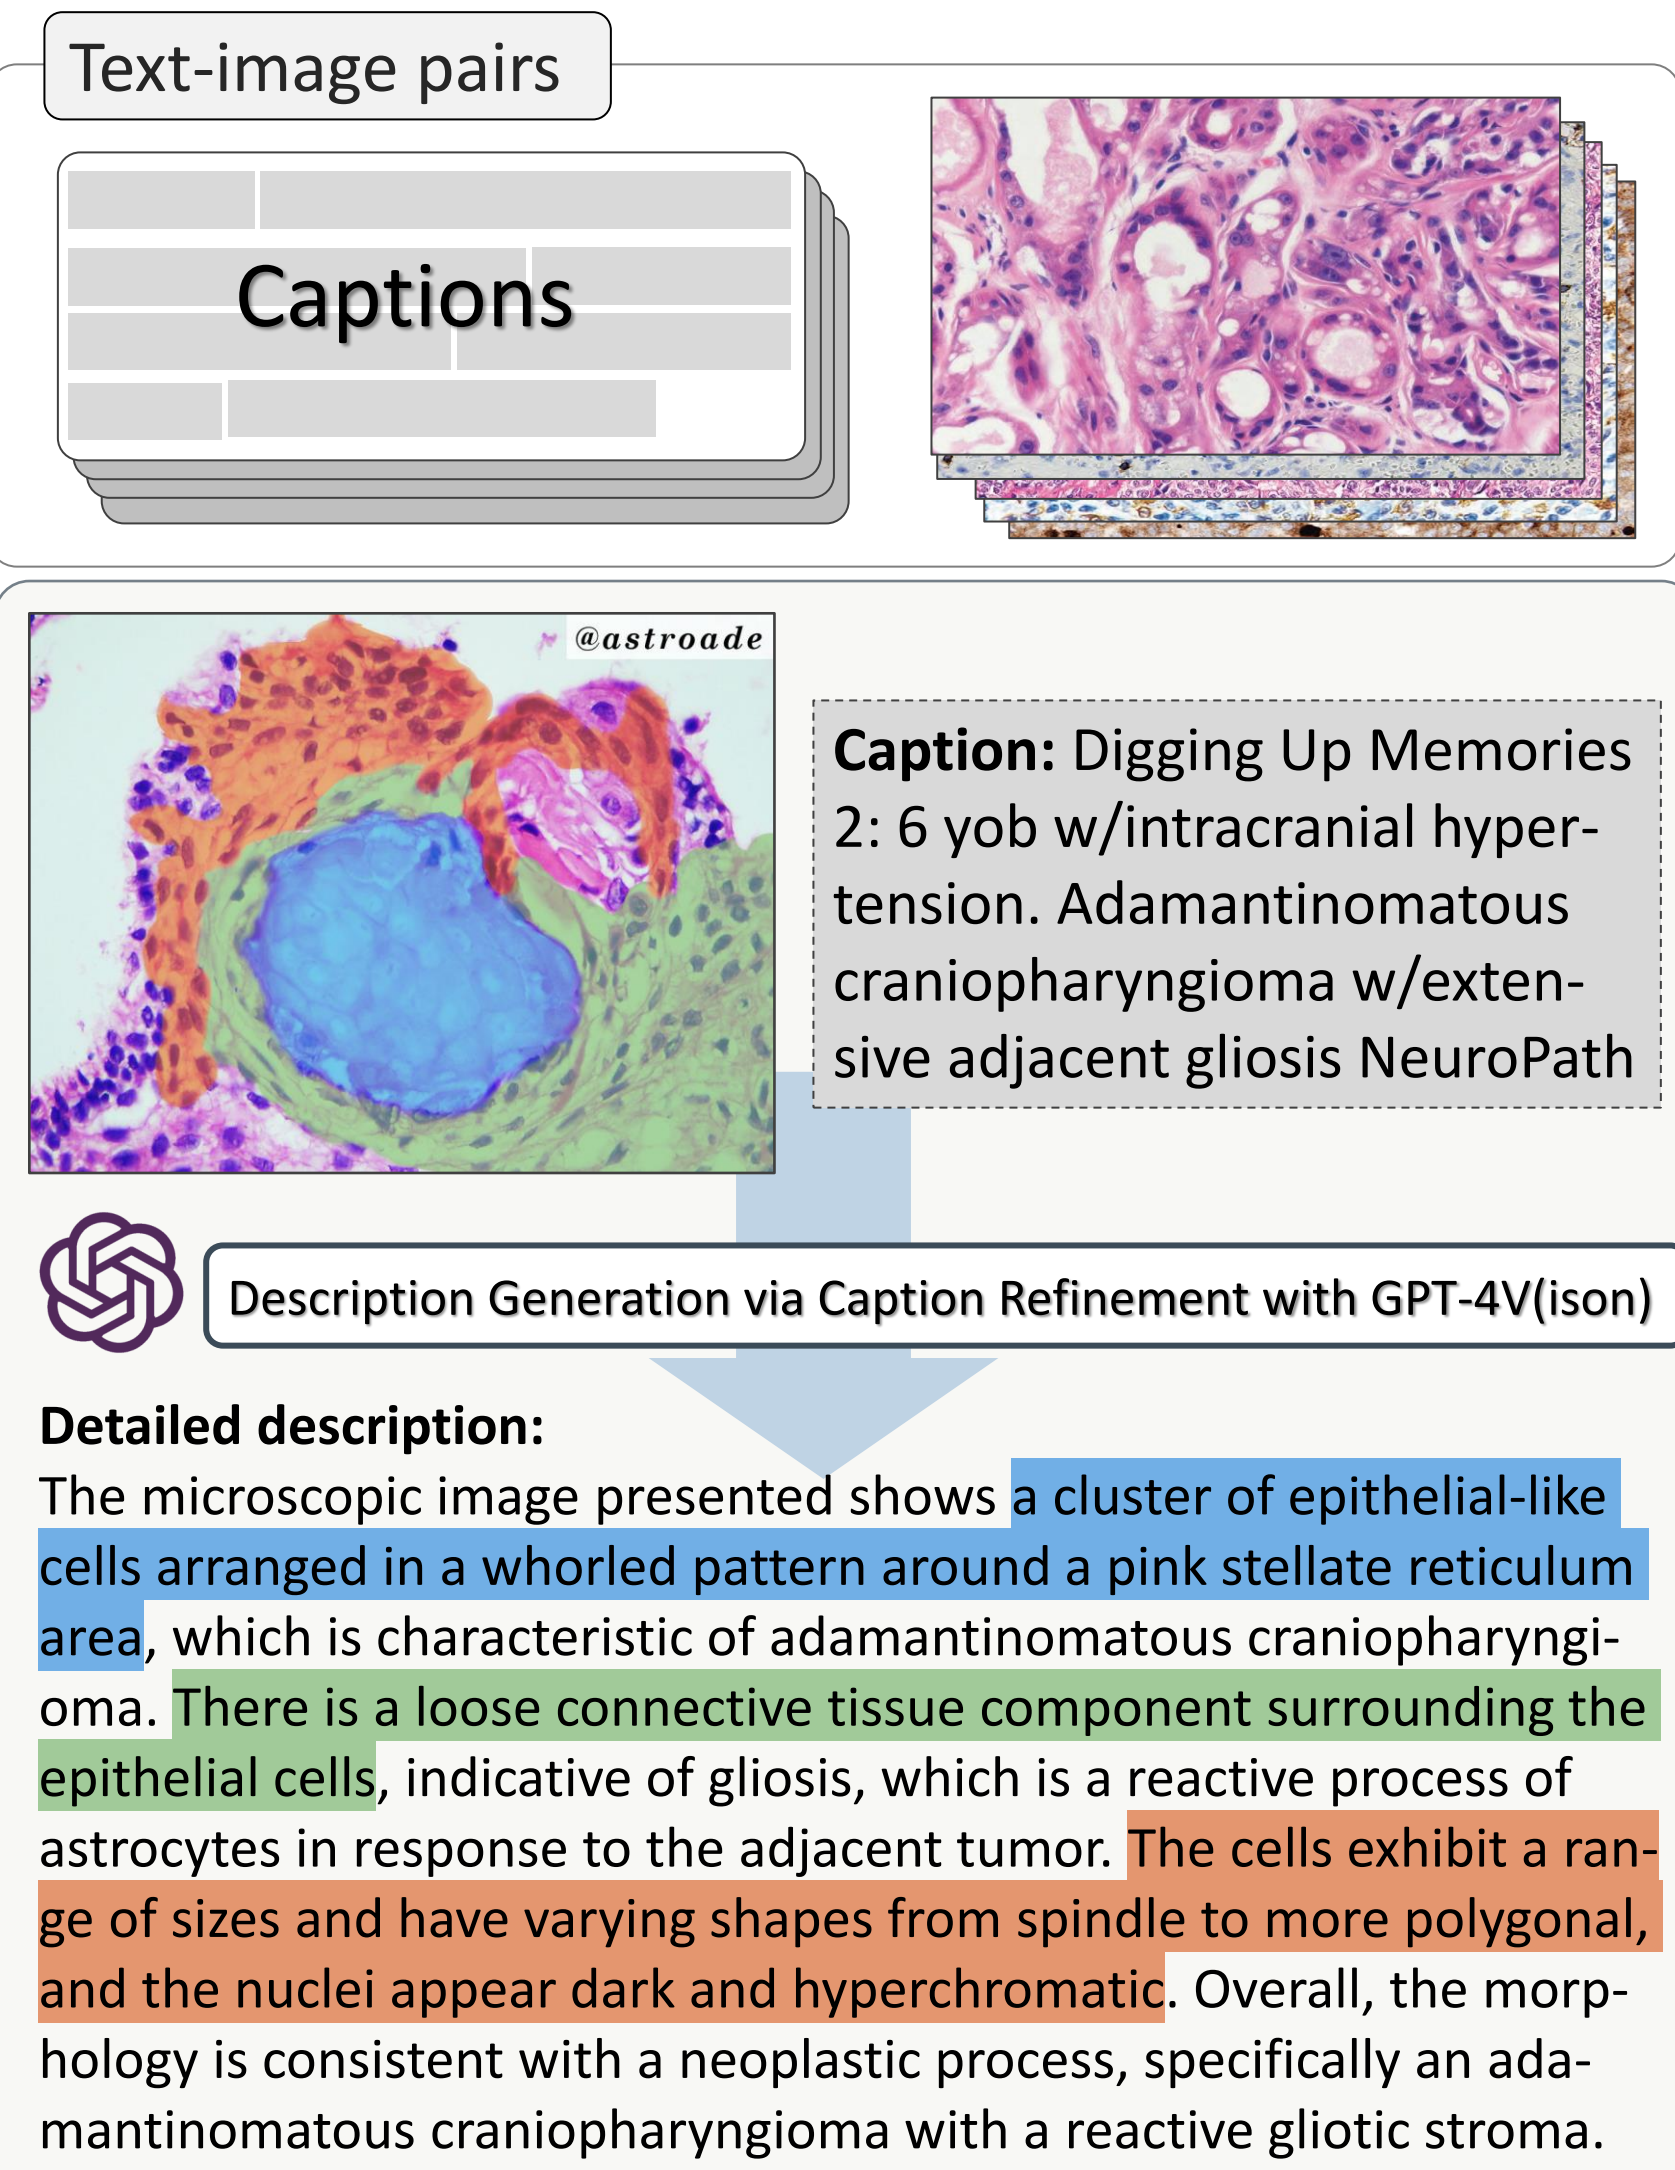 Text-image pairs
Captions
@astroade
Caption: Digging Up Memories
2: 6 yob w/intracranial hyper-
tension. Adamantinomatous
craniopharyngioma w/exten-
sive adjacent gliosis NeuroPath
Description Generation via Caption Refinement with GPT-4V(ison)
Detailed description:
The microscopic image presented shows a cluster of epithelial-like
cells arranged in a whorled pattern around a pink stellate reticulum
area, which is characteristic of adamantinomatous craniopharyngi-
oma. There is a loose connective tissue component surrounding the
epithelial cells, indicative of gliosis, which is a reactive process of
astrocytes in response to the adjacent tumor. The cells exhibit a ran-
ge of sizes and have varying shapes from spindle to more polygonal,
and the nuclei appear dark and hyperchromatic. Overall, the morp-
hology is consistent with a neoplastic process, specifically an ada-
mantinomatous craniopharyngioma with a reactive gliotic stroma.